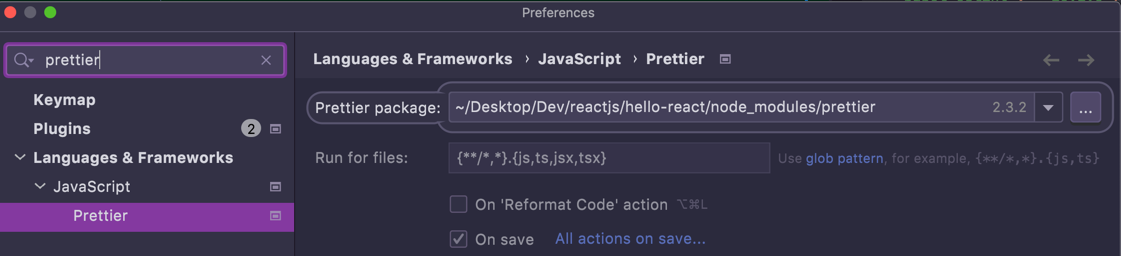 Preferences
prettier
Keymap
Plugins 2
Languages & Frameworks
JavaScript
Prettier
Languages & Frameworks › JavaScript › Prettier
Prettier package: ~/Desktop/Dev/reactjs/hello-react/node_modules/prettier 2.3.2 ...
Run for files: {**/*,*}.{js,ts,jsx,tsx} Use glob pattern, for example, {**/*,*}.{js,ts}
On 'Reformat Code' action ⌥⌘L
On save All actions on save...